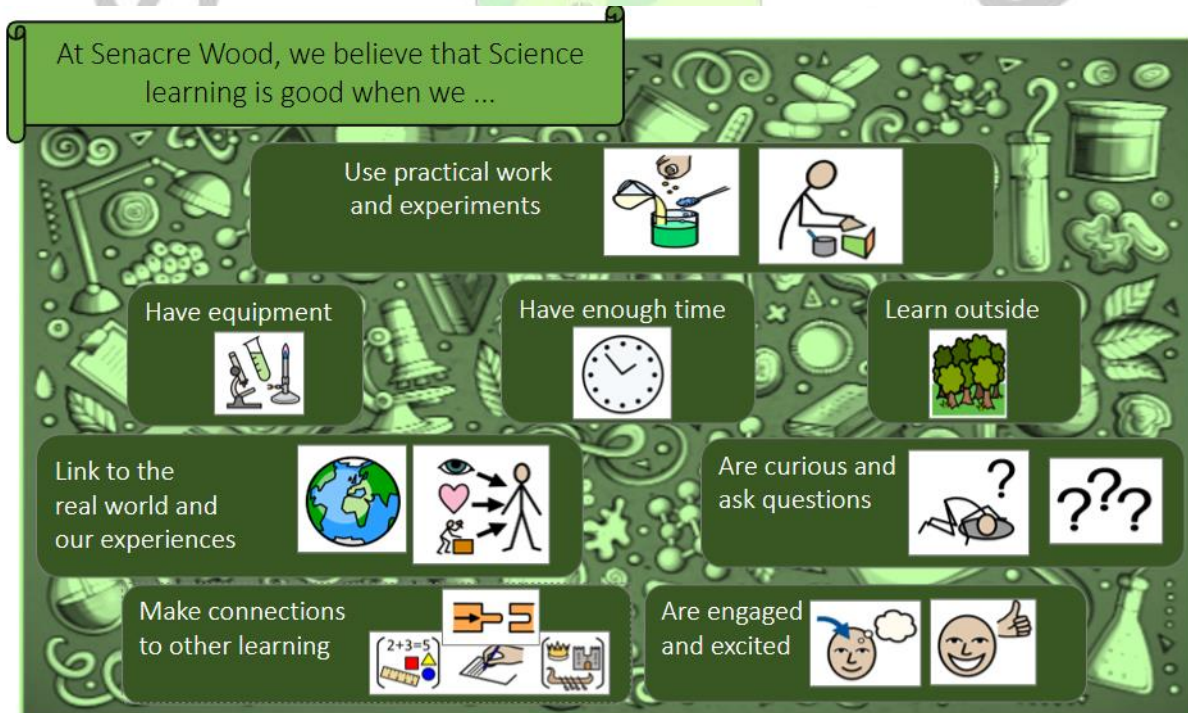 At Senacre Wood, we believe that Science
learning is good when we ...
Use practical work
and experiments
Have equipment
Have enough time
Learn outside
Link to the
real world and
our experiences
Are curious and
ask questions
?
???
Make connections
to other learning
2+3=5
Are engaged
and excited